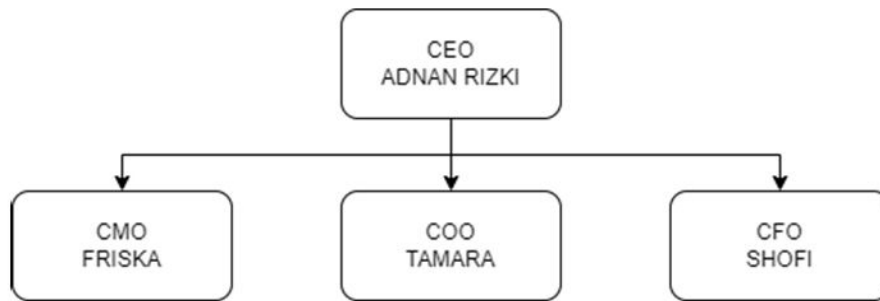 CEO
ADNAN RIZKI
CMO
FRISKA
COO
TAMARA
CFO
SHOFI